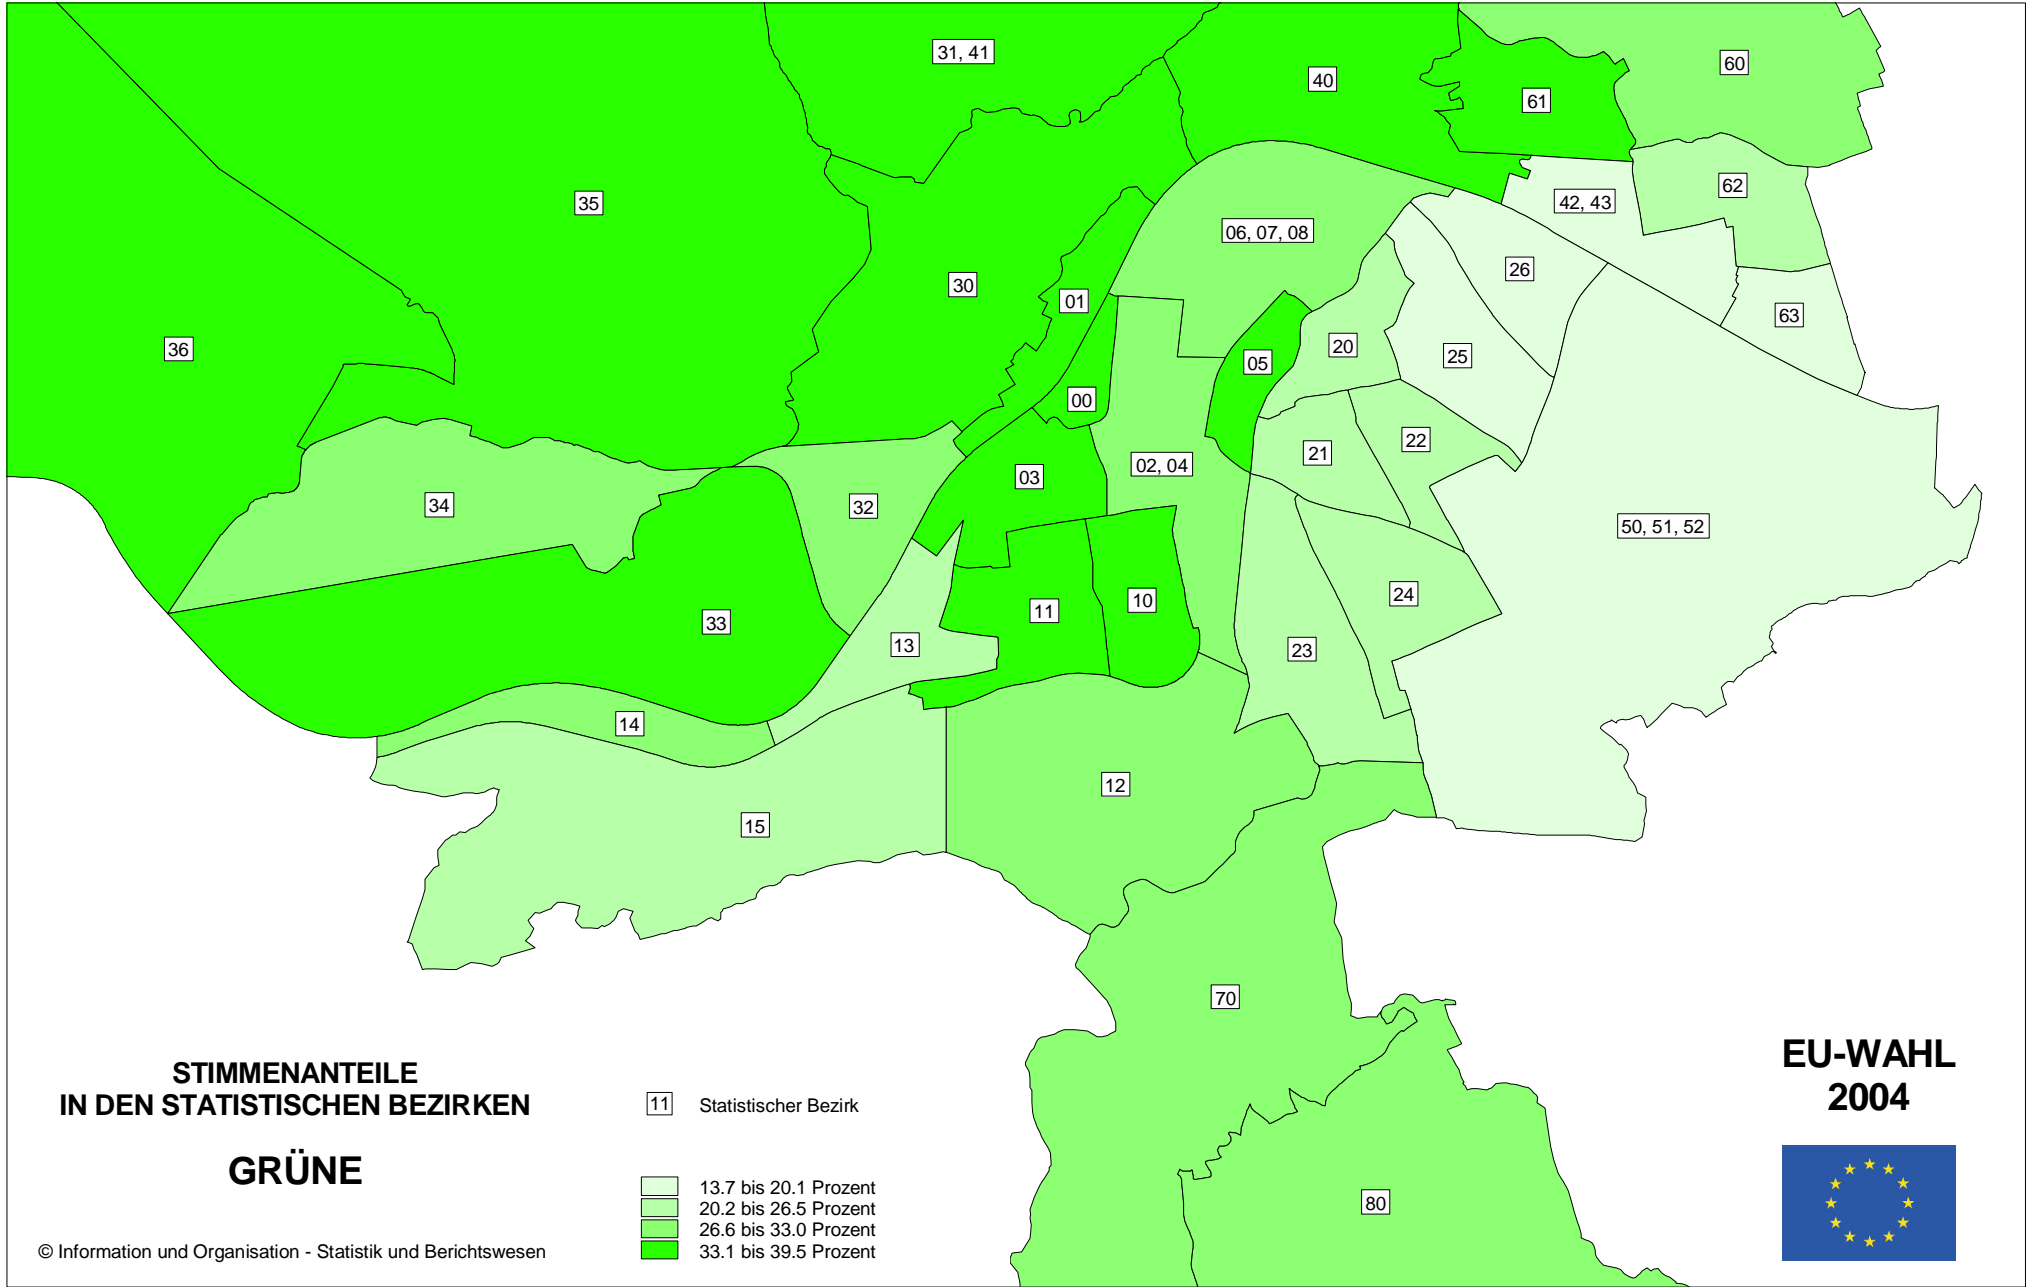 31, 41
60
40
61
62
35
42, 43
06, 07, 08
26
30
01
63
20
36
25
05
00
22
21
02, 04
03
34
32
50, 51, 52
24
10
11
33
13
23
14
12
15
70
EU-WAHL
2004
STIMMENANTEILE
IN DEN STATISTISCHEN BEZIRKEN
11 Statistischer Bezirk
GRÜNE
13.7 bis 20.1 Prozent
20.2 bis 26.5 Prozent
26.6 bis 33.0 Prozent
33.1 bis 39.5 Prozent
80
© Information und Organisation - Statistik und Berichtswesen